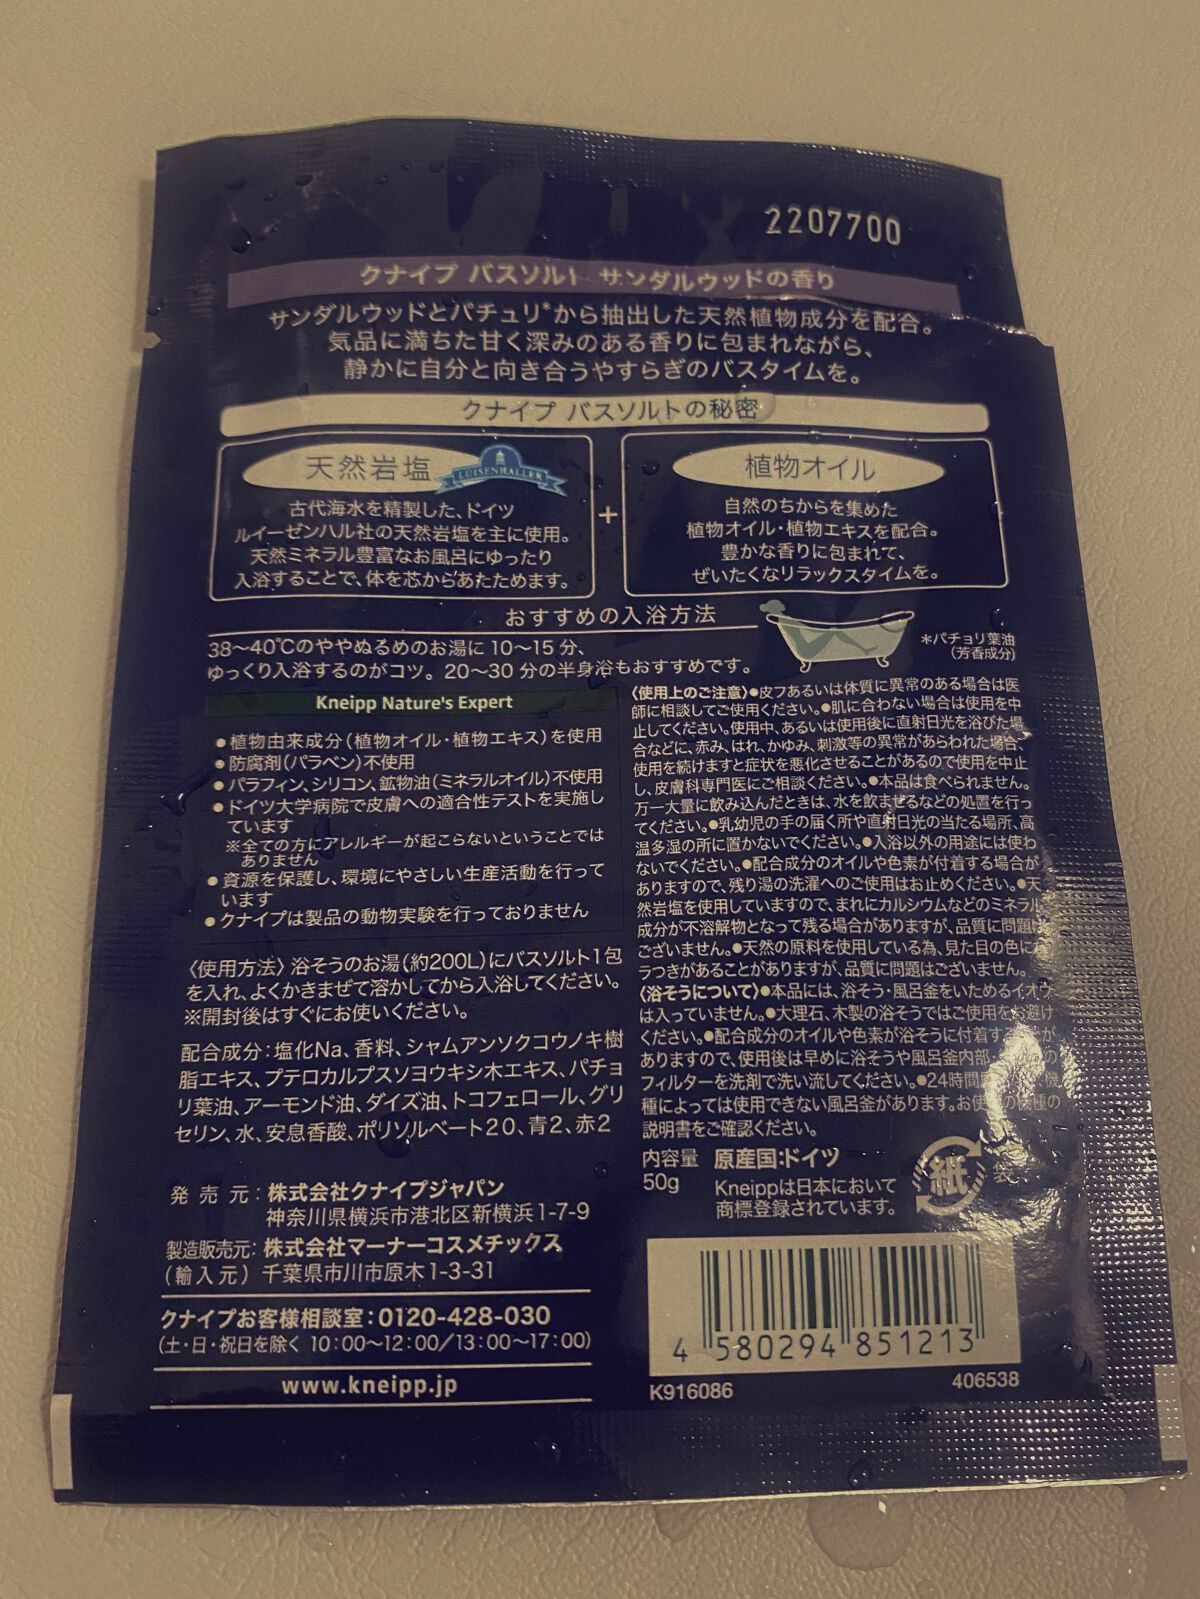 2207700
クナイプ バスソルト サンダルウッドの香り
サンダルウッドとパチュリ*から抽出した天然植物成分を配合。
気品に満ちた甘く深みのある香りに包まれながら、
静かに自分と向き合うやすらぎのバスタイムを。
クナイプ バスソルトの秘密
天然岩塩
LUISENHALLER
古代海水を精製した、ドイツ
ルイーゼンハル社の天然岩塩を主に使用。
天然ミネラル豊富なお風呂にゆったり
入浴することで、体を芯からあたためます。
+
植物オイル
自然のちからを集めた
植物オイル・植物エキスを配合。
豊かな香りに包まれて、
ぜいたくなリラックスタイムを。
おすすめの入浴方法
38〜40℃のややぬるめのお湯に10〜15分、
ゆっくり入浴するのがコツ。20〜30分の半身浴もおすすめです。
*パチョリ葉油
(芳香成分)
Kneipp Nature's Expert
●植物由来成分(植物オイル・植物エキス)を使用
●防腐剤(パラベン)不使用
●パラフィン、シリコン、鉱物油(ミネラルオイル)不使用
●ドイツ大学病院で皮膚への適合性テストを実施し
ています
※全ての方にアレルギーが起こらないということでは
ありません
●資源を保護し、環境にやさしい生産活動を行って
います
●クナイプは製品の動物実験を行っておりません
〈使用方法〉浴そうのお湯(約200L)にバスソルト1包
を入れ、よくかきまぜて溶かしてから入浴してください。
※開封後はすぐにお使いください。
配合成分:塩化Na、香料、シャムアンソクコウノキ樹
脂エキス、プテロカルプスソヨウキシ木エキス、パチョ
リ葉油、アーモンド油、ダイズ油、トコフェロール、グリ
セリン、水、安息香酸、ポリソルベート20、青2、赤2
発売元:株式会社クナイプジャパン
神奈川県横浜市港北区新横浜1-7-9
製造販売元:株式会社マーナーコスメチックス
(輸入元) 千葉県市川市原木1-3-31
クナイプお客様相談室:0120-428-030
(土・日・祝日を除く 10:00〜12:00/13:00〜17:00)
www.kneipp.jp
〈使用上のご注意〉●皮フあるいは体質に異常のある場合は医
師に相談してご使用ください。●肌に合わない場合は使用を中
止してください。使用中、あるいは使用後に直射日光を浴びた場
合などに、赤み、はれ、かゆみ、刺激等の異常があらわれた場合、
使用を続けますと症状を悪化させることがあるので使用を中止
し、皮膚科専門医にご相談ください。●本品は食べられません。
万一大量に飲み込んだときは、水を飲ませるなどの処置を行っ
てください。●乳幼児の手の届く所や直射日光の当たる場所、高
温多湿の所に置かないでください。●入浴以外の用途には使わ
ないでください。●配合成分のオイルや色素が付着する場合が
ありますので、残り湯の洗濯へのご使用はお止めください。●天
然岩塩を使用していますので、まれにカルシウムなどのミネラル
成分が不溶解物となって残る場合がありますが、品質に問題は
ございません。●天然の原料を使用している為、見た目の色にバ
ラつきがあることがありますが、品質に問題はございません。
〈浴そうについて〉●本品には、浴そう・風呂釜をいためるイオウ
は入っていません。●大理石、木製の浴そうではご使用をお避け
ください。●配合成分のオイルや色素が浴そうに付着す が
ありますので、使用後は早めに浴そうや風呂釜内部・ の
フィルターを洗剤で洗い流してください。●24時間 機
種によっては使用できない風呂釜があります。お使いの機種の
説明書をご確認ください。
内容量
50g
原産国:ドイツ
Kneippは日本において
商標登録されています。
紙
袋
4 580294 851213
K916086
406538